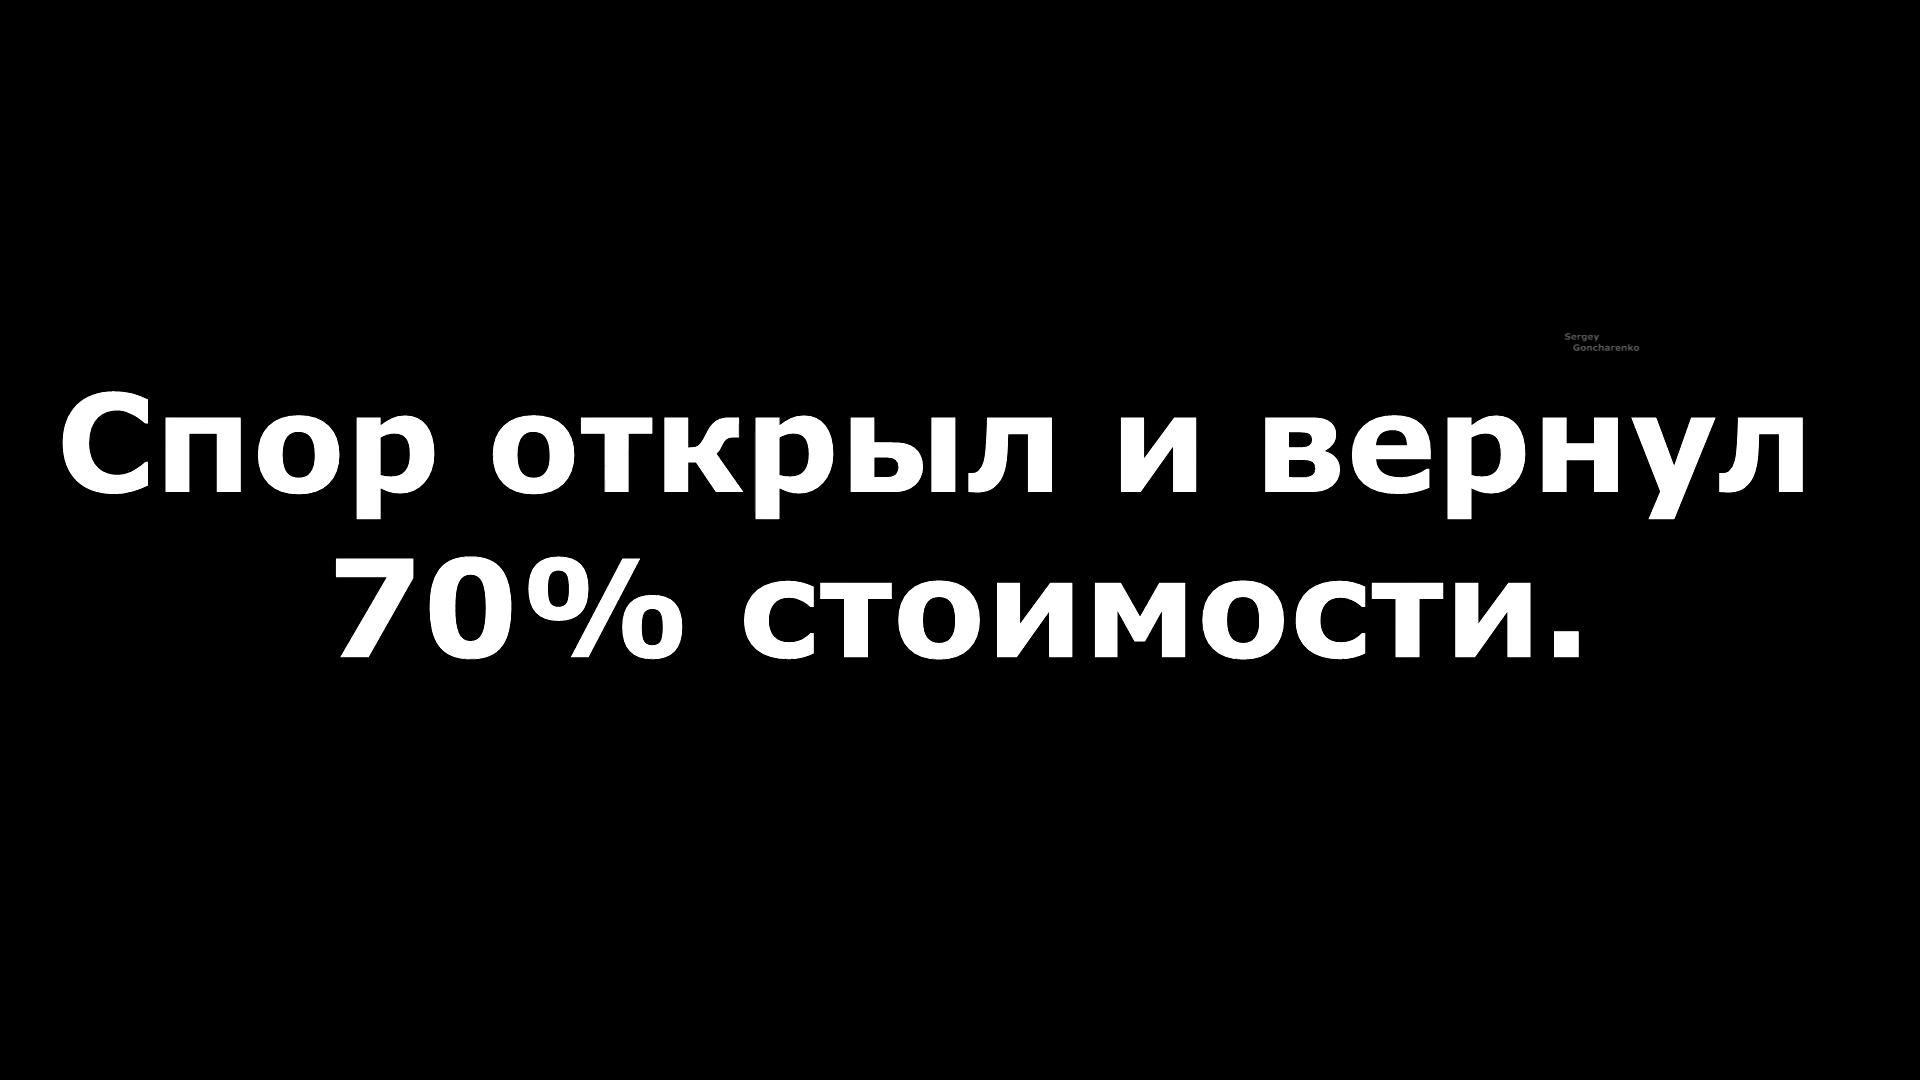 Sergey
Goncharenko
Спор открыл и вернул
70% стоимости.